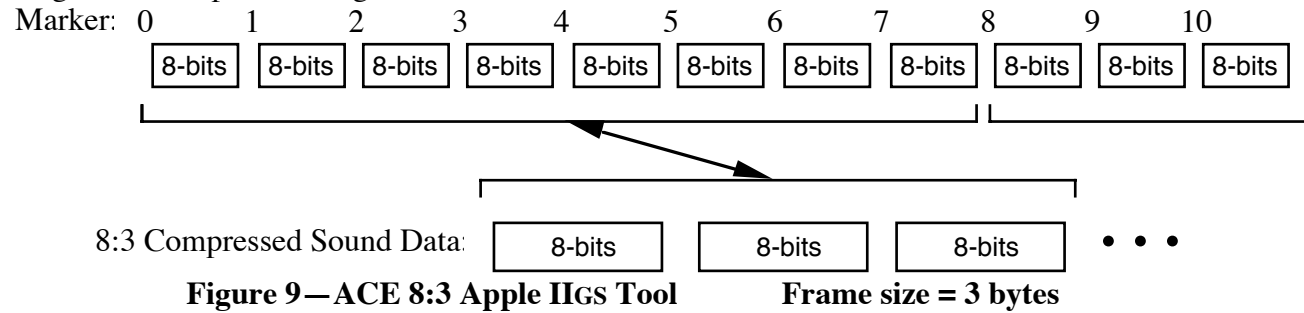 Marker: 0 1 2 3 4 5 6 7 8 9 10
8-bits 8-bits 8-bits 8-bits 8-bits 8-bits 8-bits 8-bits 8-bits 8-bits 8-bits
8:3 Compressed Sound Data: 8-bits 8-bits 8-bits • • •
Figure 9—ACE 8:3 Apple IIGS Tool Frame size = 3 bytes